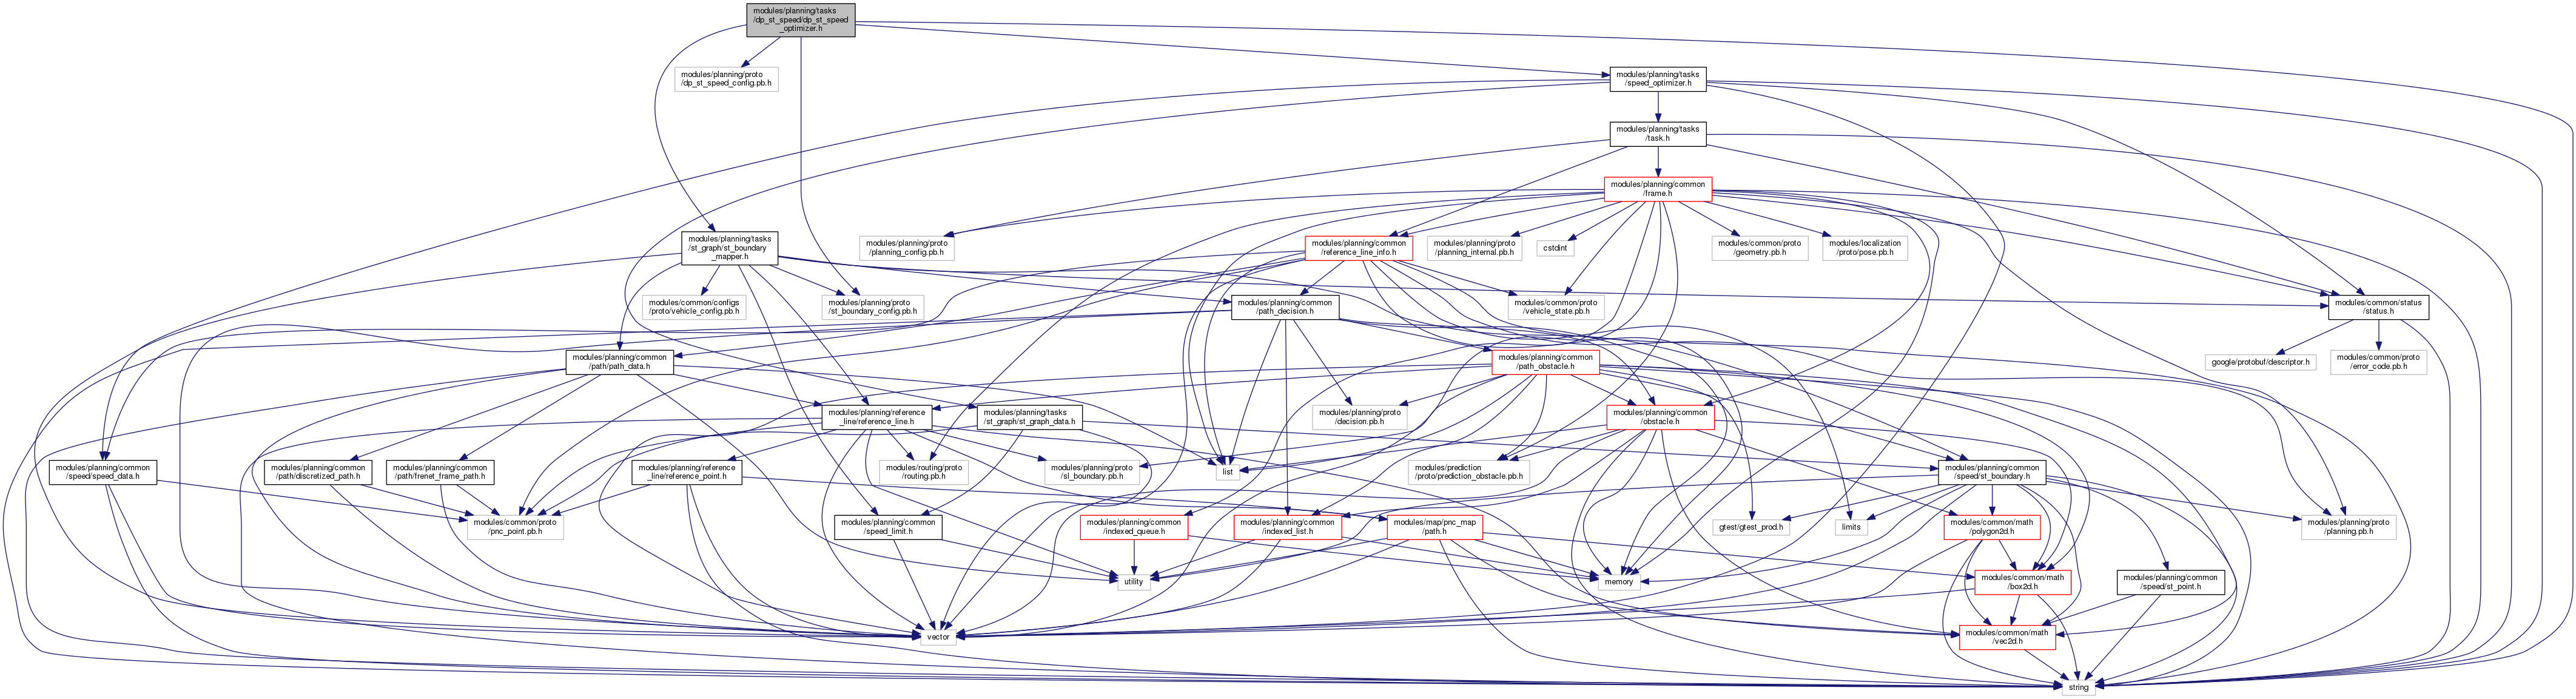 modules/planning/tasks
/dp_st_speed/dp_st_speed
_optimizer.h
modules/planning/proto
/dp_st_speed_config.pb.h
modules/planning/tasks
/speed_optimizer.h
modules/planning/tasks
/task.h
modules/planning/common
/frame.h
modules/planning/tasks
/st_graph/st_boundary
_mapper.h
modules/planning/proto
/planning_config.pb.h
modules/planning/common
/reference_line_info.h
modules/planning/proto
/planning_internal.pb.h
cstdint
modules/common/proto
/geometry.pb.h
modules/localization
/proto/pose.pb.h
modules/common/configs
/proto/vehicle_config.pb.h
modules/planning/proto
/st_boundary_config.pb.h
modules/planning/common
/path_decision.h
modules/common/proto
/vehicle_state.pb.h
modules/common/status
/status.h
modules/planning/common
/path/path_data.h
modules/planning/common
/path_obstacle.h
google/protobuf/descriptor.h
modules/common/proto
/error_code.pb.h
modules/planning/reference
_line/reference_line.h
modules/planning/tasks
/st_graph/st_graph_data.h
modules/planning/proto
/decision.pb.h
modules/planning/common
/obstacle.h
modules/planning/common
/speed/speed_data.h
modules/planning/common
/path/discretized_path.h
modules/planning/common
/path/frenet_frame_path.h
modules/planning/reference
_line/reference_point.h
modules/routing/proto
/routing.pb.h
modules/planning/proto
/sl_boundary.pb.h
list
modules/prediction
/proto/prediction_obstacle.pb.h
modules/planning/common
/speed/st_boundary.h
modules/common/proto
/pnc_point.pb.h
modules/planning/common
/speed_limit.h
modules/planning/common
/indexed_queue.h
modules/planning/common
/indexed_list.h
modules/map/pnc_map
/path.h
gtest/gtest_prod.h
limits
modules/common/math
/polygon2d.h
modules/planning/proto
/planning.pb.h
utility
memory
modules/common/math
/box2d.h
modules/planning/common
/speed/st_point.h
vector
modules/common/math
/vec2d.h
string